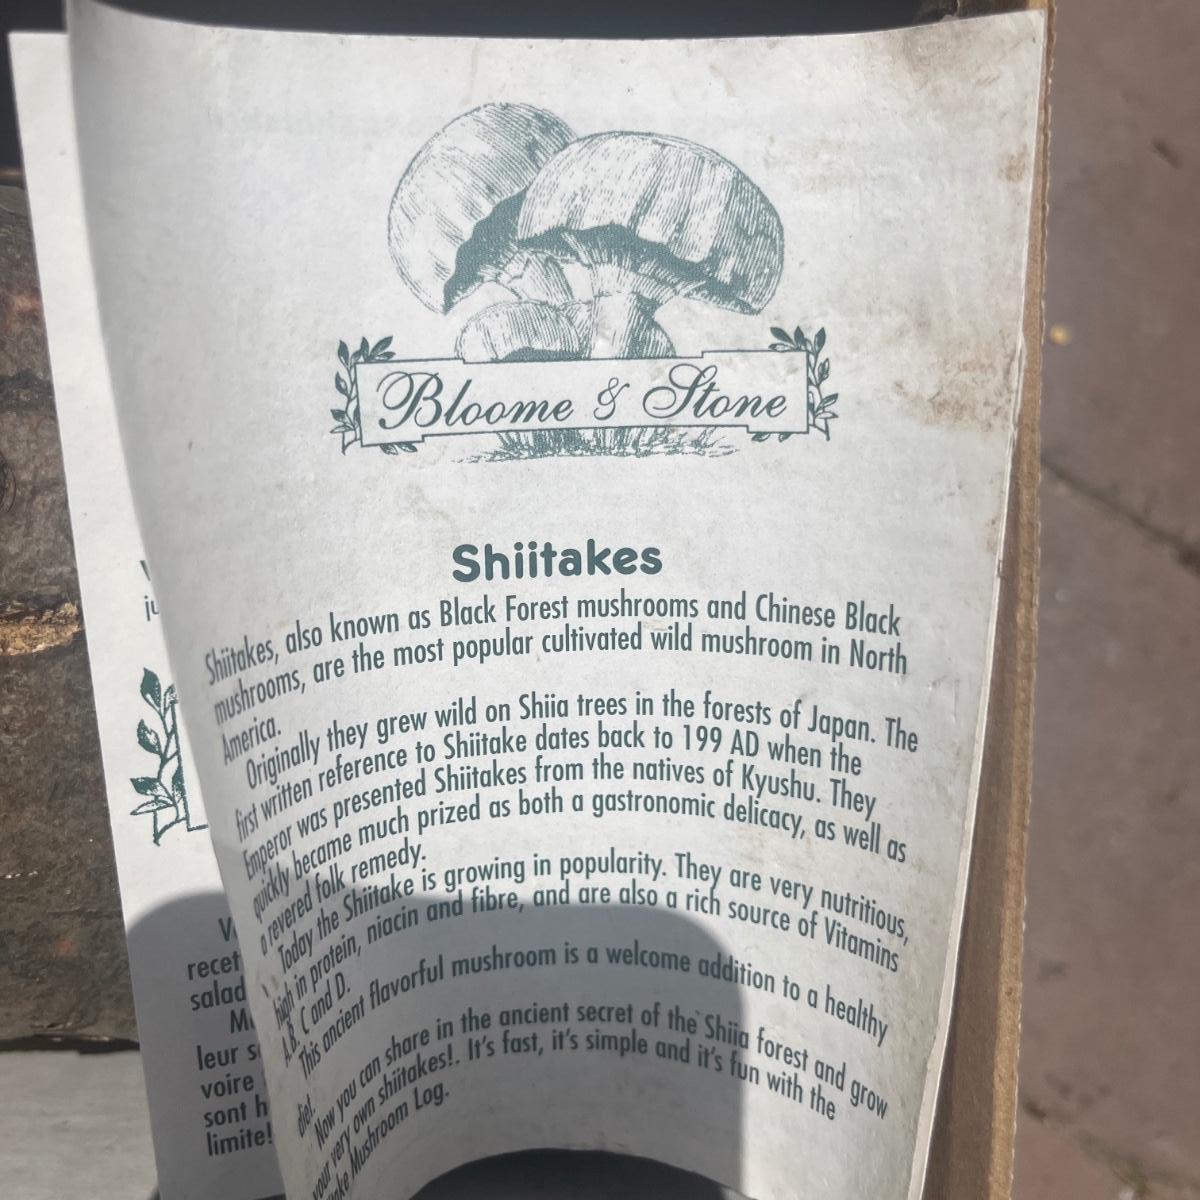 Bloome & Stone
Shiitakes
Shiitakes, also known as Black Forest mushrooms and Chinese Black
mushrooms, are the most popular cultivated wild mushroom in North
America.
Originally they grew wild on Shiia trees in the forests of Japan. The
first written reference to Shiitake dates back to 199 AD when the
Emperor was presented Shiitakes from the natives of Kyushu. They
quickly became much prized as both a gastronomic delicacy, as well as
a revered folk remedy.
Today the Shiitake is growing in popularity. They are very nutritious,
high in protein, niacin and fibre, and are also a rich source of Vitamins
A.B. C and D.
This ancient flavorful mushroom is a welcome addition to a healthy
diet.
Now you can share in the ancient secret of the Shiia forest and grow
your very own shiitakes!. It's fast, it's simple and it's fun with the
Mushroom Log.
recet
salad
leur s
voire
sont h
limite!